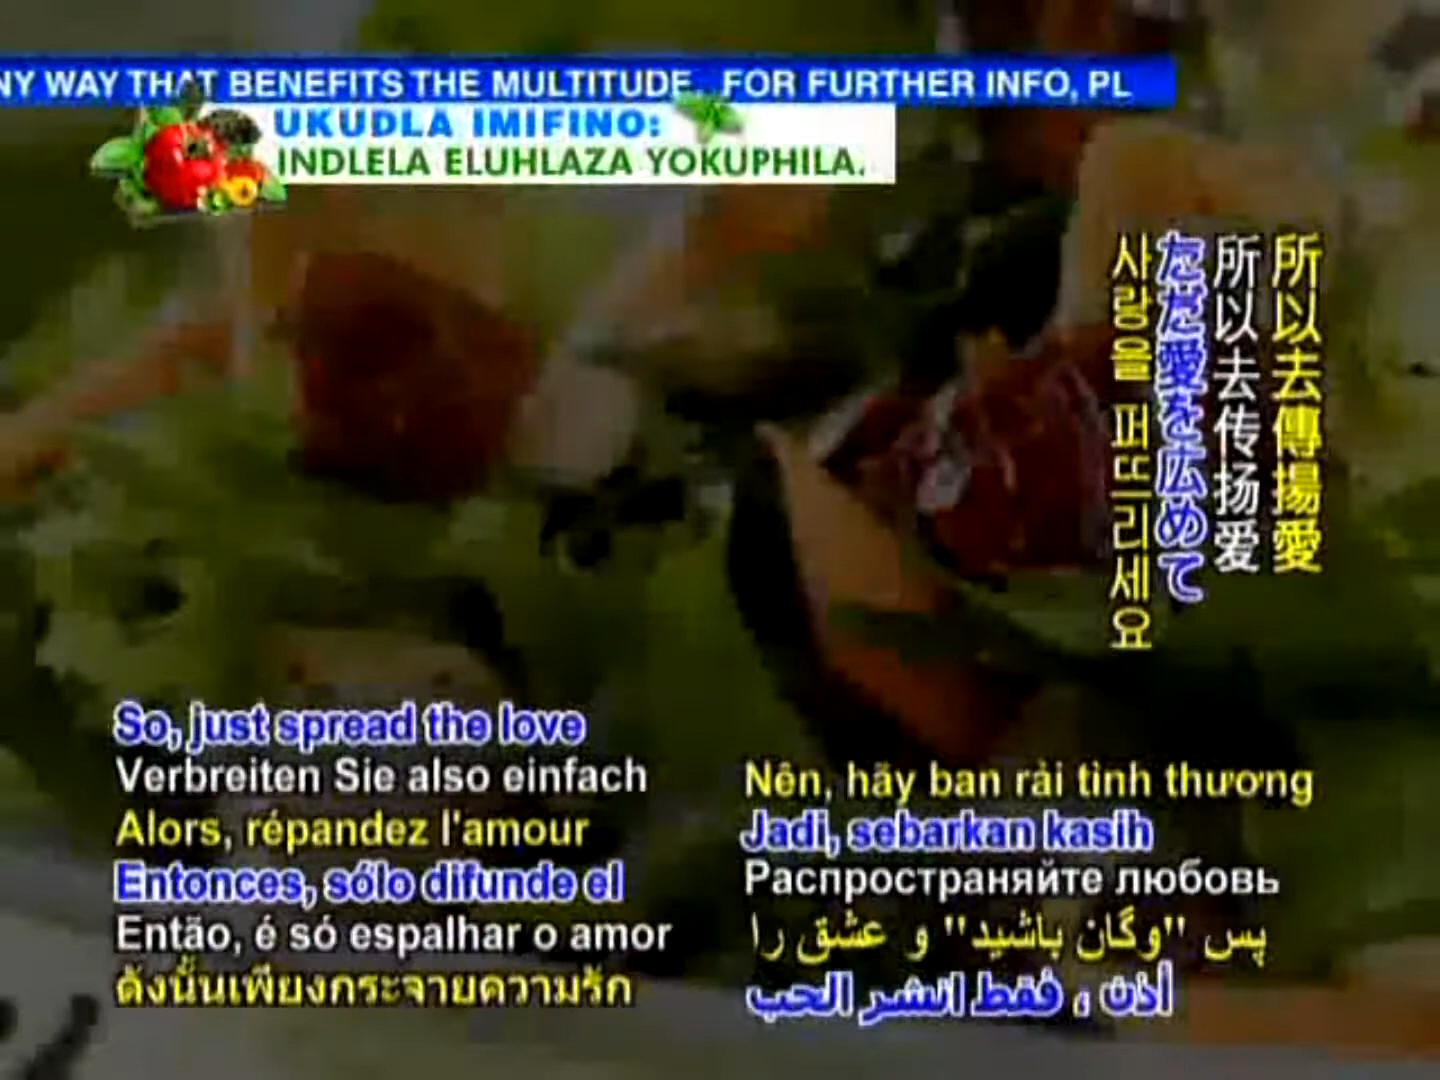 NY WAY THAT BENEFITS THE MULTITUDE. FOR FURTHER INFO, PL
UKUDLA IMIFINO:
INDLELA ELUHLAZA YOKUPHILA.
所以去傳揚愛
所以去传扬爱
ただ愛を広めて
사랑을 퍼뜨리세요
So, just spread the love
Verbreiten Sie also einfach
Alors, répandez l'amour
Entonces, sólo difunde el
Então, é só espalhar o amor
ดังนั้นเพียงกระจายความรัก
Nên, hãy ban rải tình thương
Jadi, sebarkan kasih
Распространяйте любовь
پس "وگان باشید" و عشق را
أذن ، فقط انشر الحب